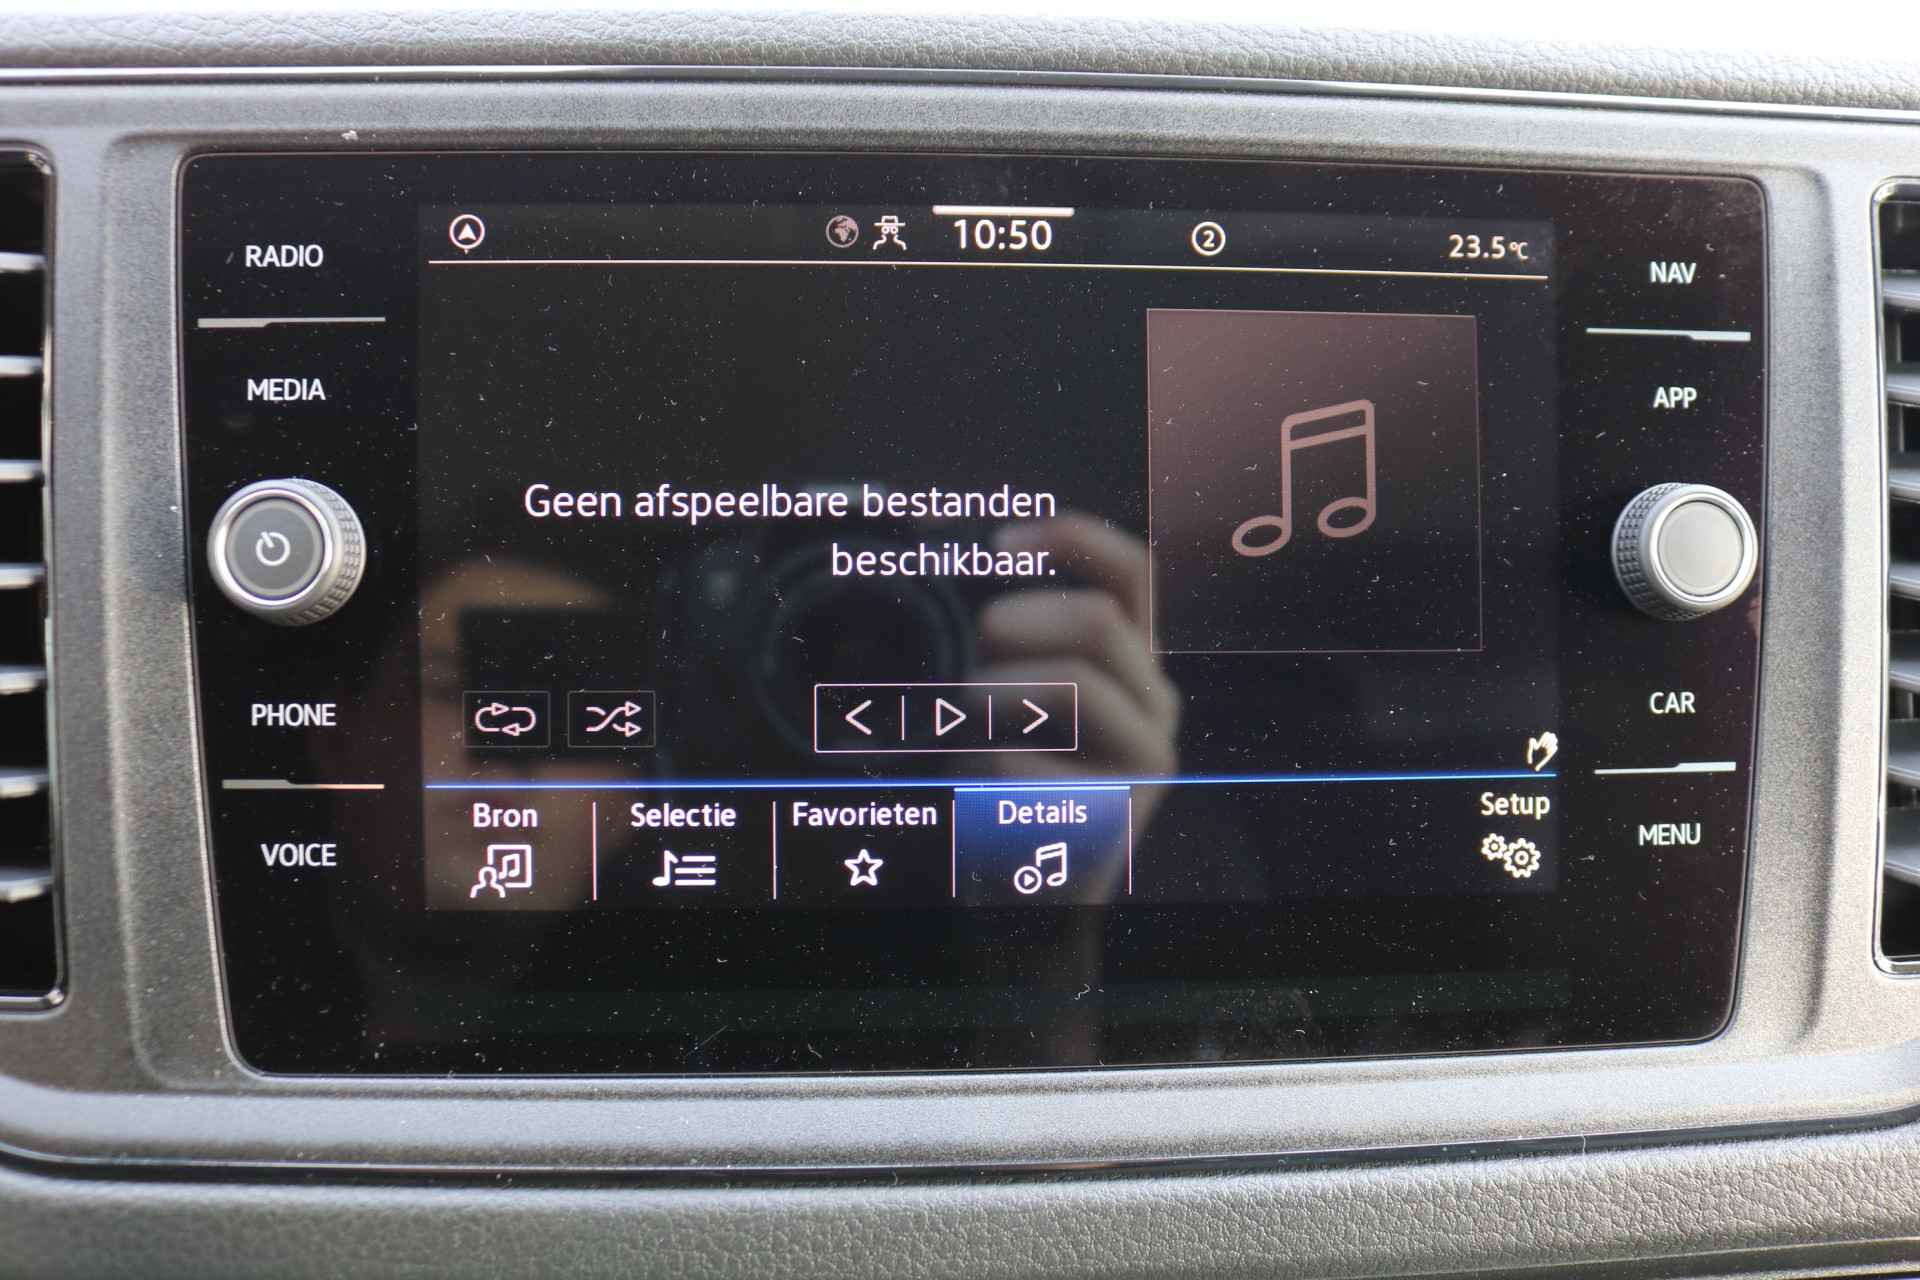 RADIO
MEDIA
PHONE
VOICE
10:50
2
23.5°C
Geen afspeelbare bestanden
beschikbaar.
Bron
Selectie
Favorieten
Details
Setup
NAV
APP
CAR
MENU